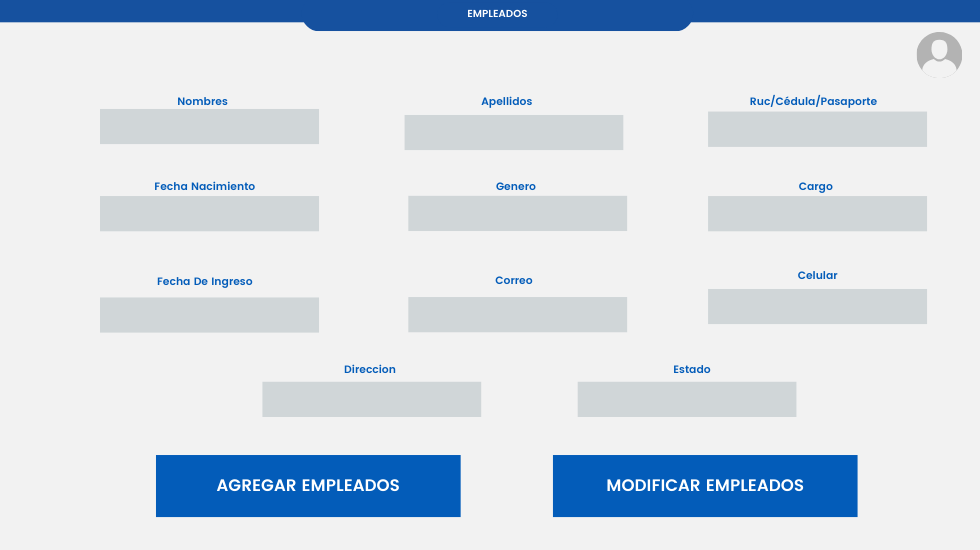 EMPLEADOS
Nombres
Apellidos
Ruc/Cédula/Pasaporte
Fecha Nacimiento
Genero
Cargo
Fecha De Ingreso
Correo
Celular
Direccion
Estado
AGREGAR EMPLEADOS
MODIFICAR EMPLEADOS